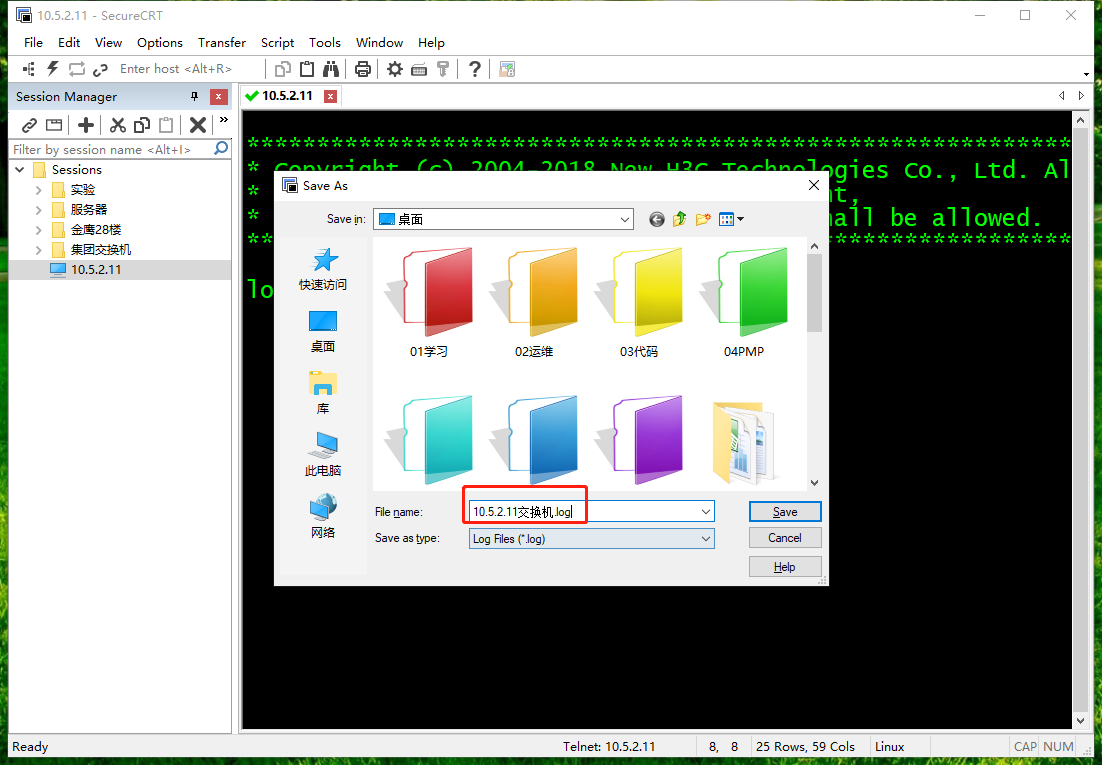 10.5.2.11 - SecureCRT
File Edit View Options Transfer Script Tools Window Help
Enter host <Alt+R>
Session Manager
10.5.2.11
Filter by session name <Alt+I>
Sessions
实验
服务器
金鹰28楼
集团交换机
10.5.2.11
***************************************************************
* Copyright (c) 2004-2018 New H3C Technologies Co., Ltd. Al
*
*
hall be allowed.
lo
Save As
Save in: 桌面
快速访问
桌面
库
此电脑
网络
01学习 02运维 03代码 04PMP
File name: 10.5.2.11交换机.log Save
Save as type: Log Files (*.log) Cancel
Help
Ready Telnet: 10.5.2.11 8, 8 25 Rows, 59 Cols Linux CAP NUM